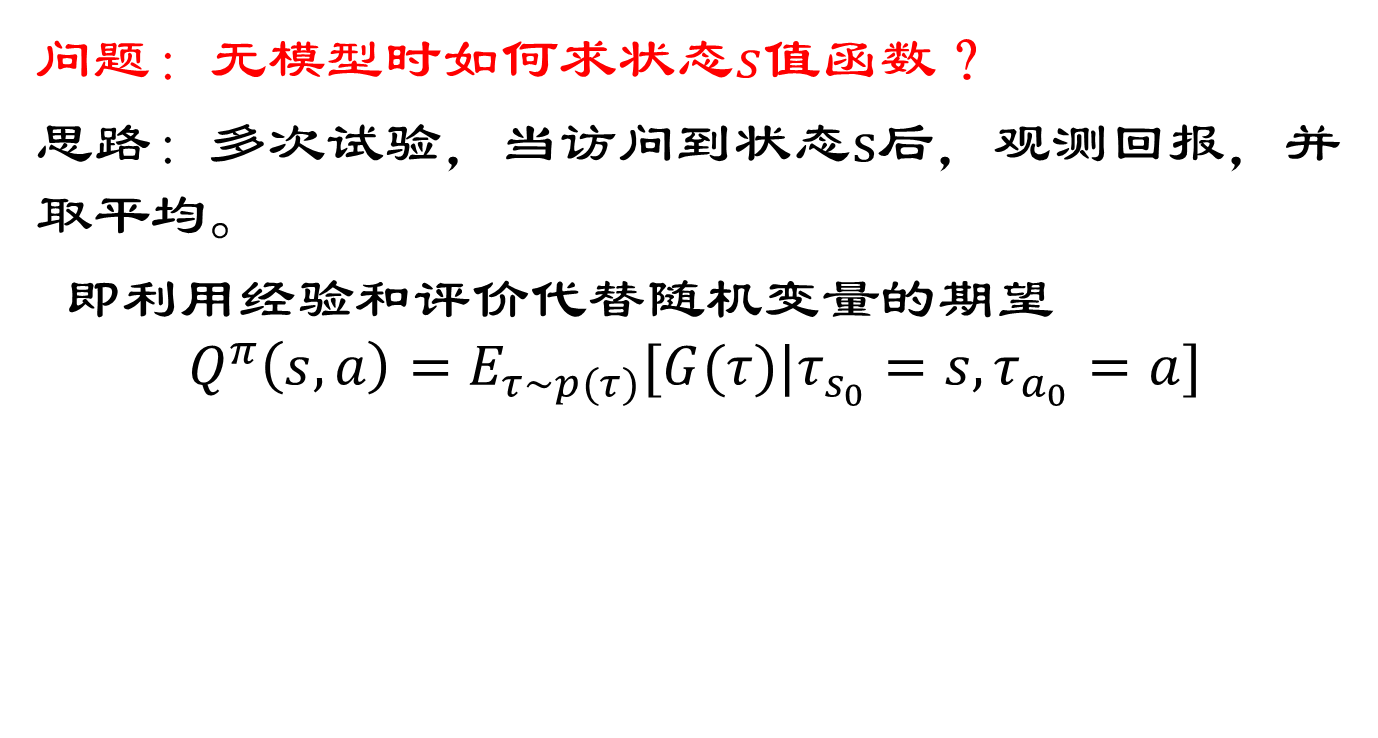 问题：无模型时如何求状态s值函数？
思路：多次试验，当访问到状态s后，观测回报，并
取平均。
即利用经验和评价代替随机变量的期望
Q^π(s,a) = E_{τ~p(τ)}[G(τ)|τ_{s_0} = s, τ_{a_0} = a]